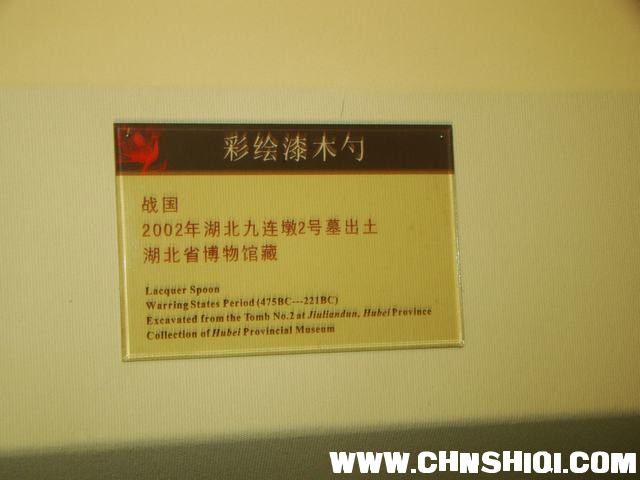 彩绘漆木勺
战国
2002年湖北九连墩2号墓出土
湖北省博物馆藏
Lacquer Spoon
Warring States Period (475BC---221BC)
Excavated from the Tomb No.2 at Jiuliandun, Hubei Province
Collection of Hubei Provincial Museum
WWW.CHNSHIQI.COM